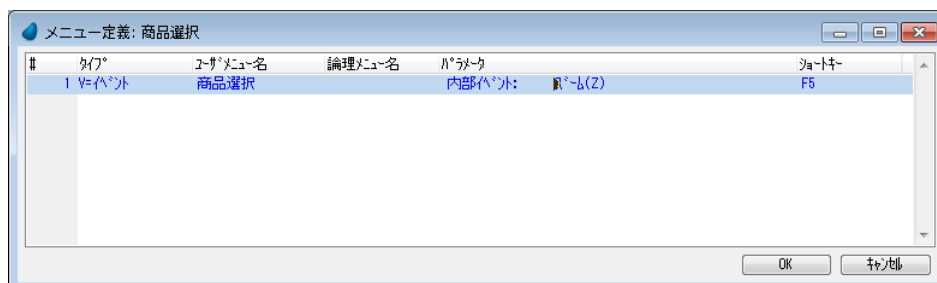 メニュー定義: 商品選択
# ﾀｲﾌﾟ ﾕｰｻﾞﾒﾆｭｰ名 論理ﾒﾆｭｰ名 ﾊﾟﾗﾒｰﾀ ｼｮｰﾄｷｰ
1 V=ｲﾍﾞﾝﾄ 商品選択 内部ｲﾍﾞﾝﾄ: ｽﾞｰﾑ(Z) F5
OK ｷｬﾝｾﾙ